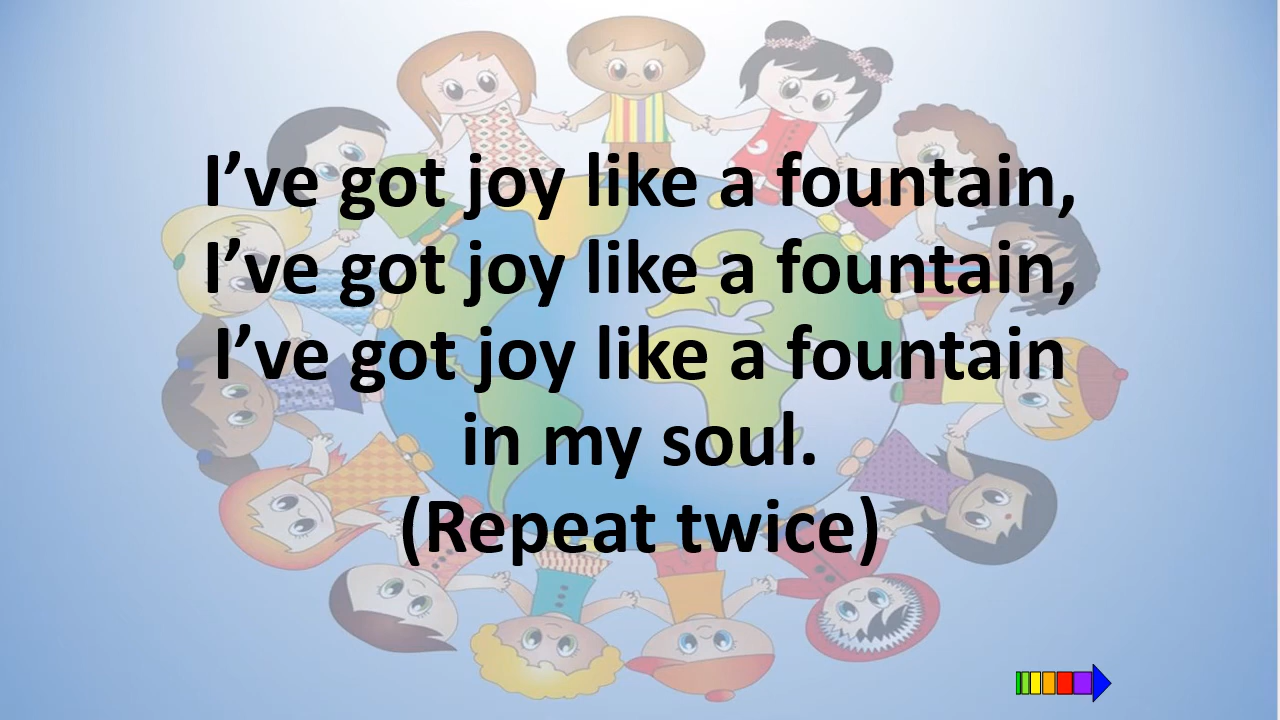 I’ve got joy like a fountain,
I’ve got joy like a fountain,
I’ve got joy like a fountain
in my soul.
(Repeat twice)